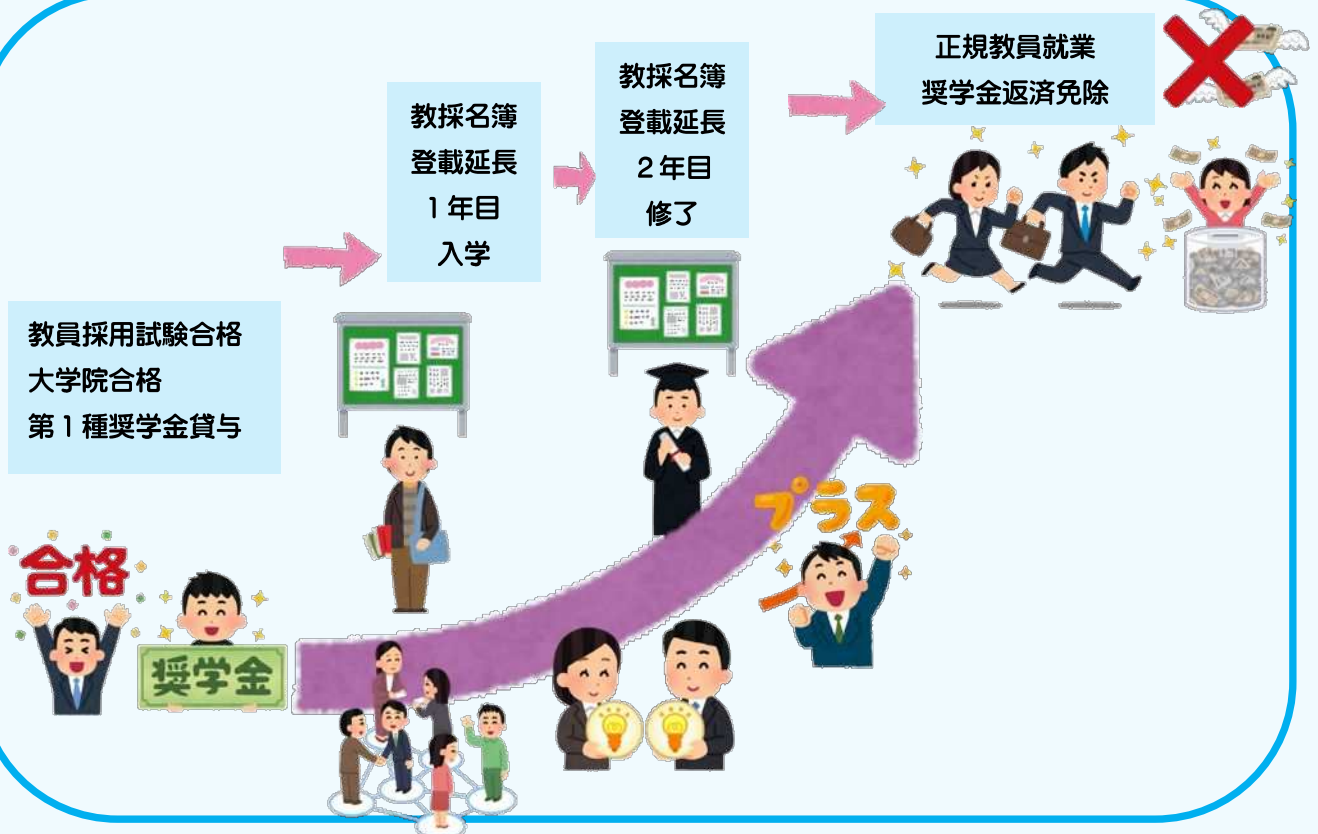 教員採用試験合格
大学院合格
第１種奨学金貸与
教採名簿
登載延長
１年目
入学
教採名簿
登載延長
２年目
修了
正規教員就業
奨学金返済免除
合格
奨学金
プラス